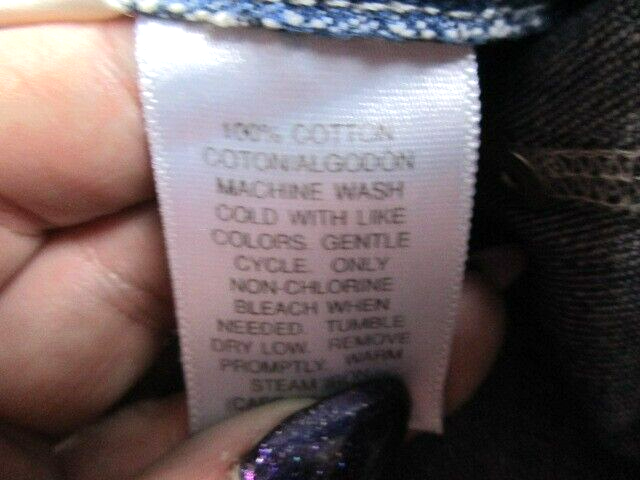 100% COTTON
COTON/ALGODÓN
MACHINE WASH
COLD WITH LIKE
COLORS. GENTLE
CYCLE. ONLY
NON-CHLORINE
BLEACH WHEN
NEEDED. TUMBLE
DRY LOW. REMOVE
PROMPTLY. WARM
STEAM